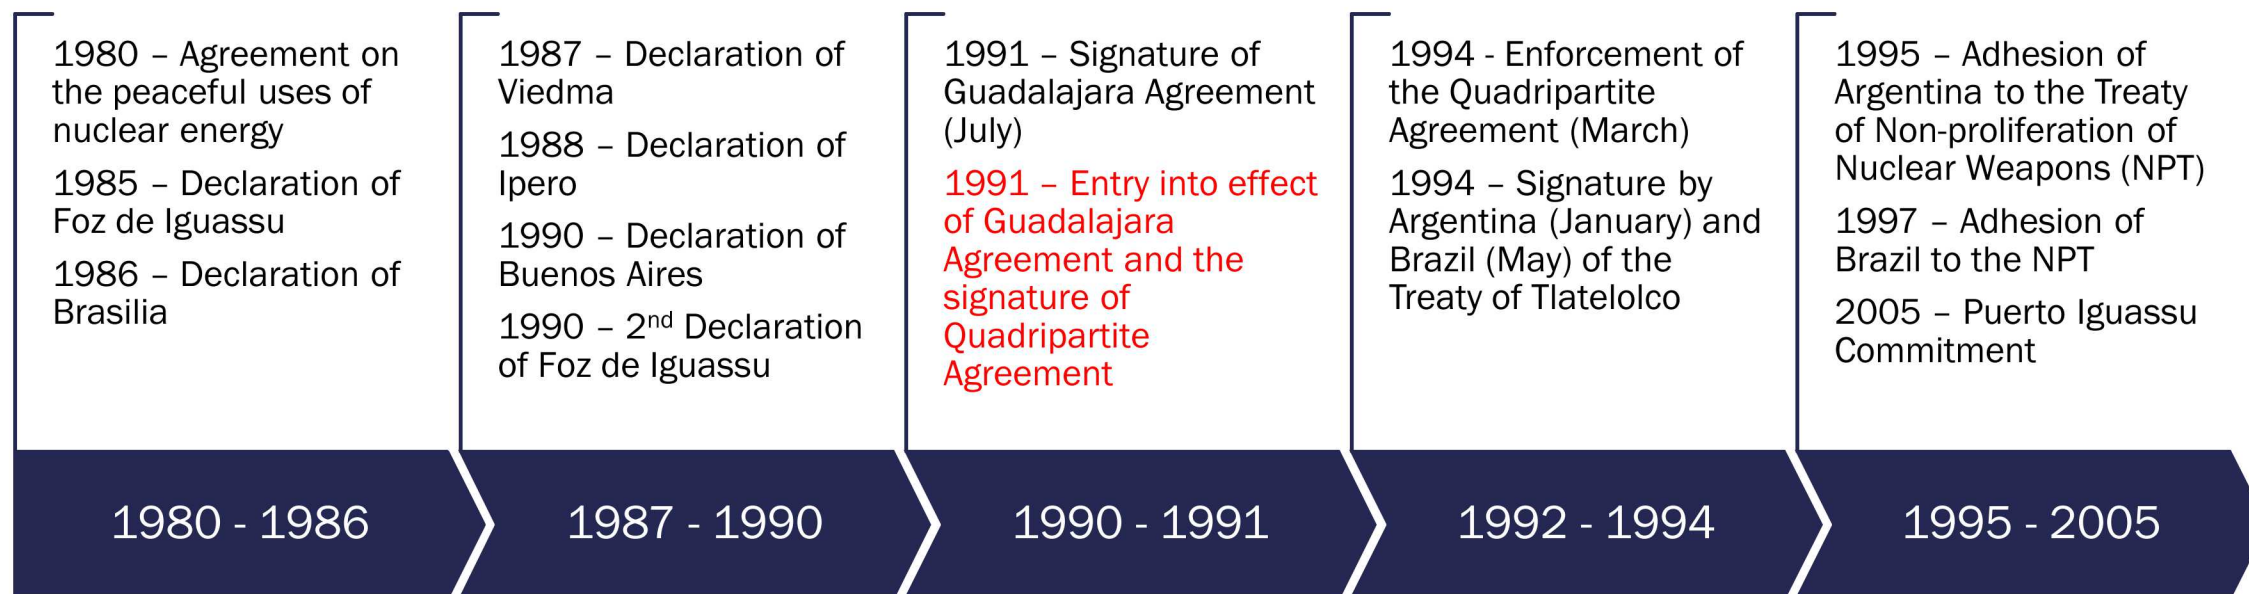 1980 – Agreement on
the peaceful uses of
nuclear energy
1985 – Declaration of
Foz de Iguassu
1986 – Declaration of
Brasilia
1987 – Declaration of
Viedma
1988 – Declaration of
Ipero
1990 – Declaration of
Buenos Aires
1990 – 2nd Declaration
of Foz de Iguassu
1991 – Signature of
Guadalajara Agreement
(July)
1991 – Entry into effect
of Guadalajara
Agreement and the
signature of
Quadripartite
Agreement
1994 - Enforcement of
the Quadripartite
Agreement (March)
1994 – Signature by
Argentina (January) and
Brazil (May) of the
Treaty of Tlatelolco
1995 – Adhesion of
Argentina to the Treaty
of Non-proliferation of
Nuclear Weapons (NPT)
1997 – Adhesion of
Brazil to the NPT
2005 – Puerto Iguassu
Commitment
1980 - 1986
1987 - 1990
1990 - 1991
1992 - 1994
1995 - 2005